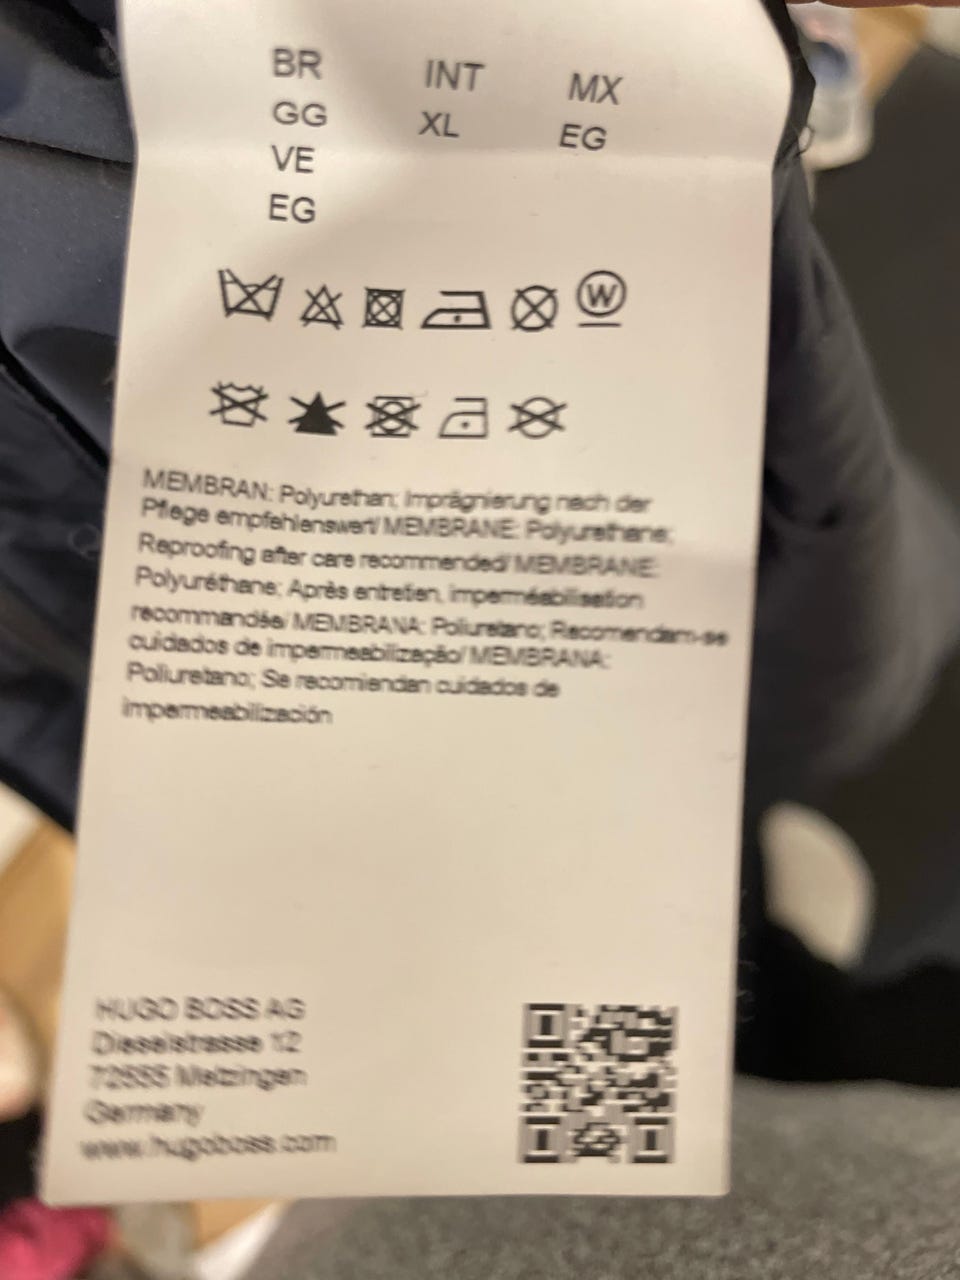 BR INT MX
GG XL EG
VE
EG
W
MEMBRAN: Polyurethan; Imprägnierung nach der
Pflege empfehlenswert/ MEMBRANE: Polyurethane;
Reproofing after care recommended/ MEMBRANE:
Polyuréthane; Après entretien, imperméabilisation
recommandée/ MEMBRANA: Poliuretano; Recomendam-se
cuidados de impermeabilização/ MEMBRANA:
Poliuretano; Se recomiendan cuidados de
impermeabilización
HUGO BOSS AG
Dieselstrasse 12
72555 Metzingen
Germany
www.hugoboss.com